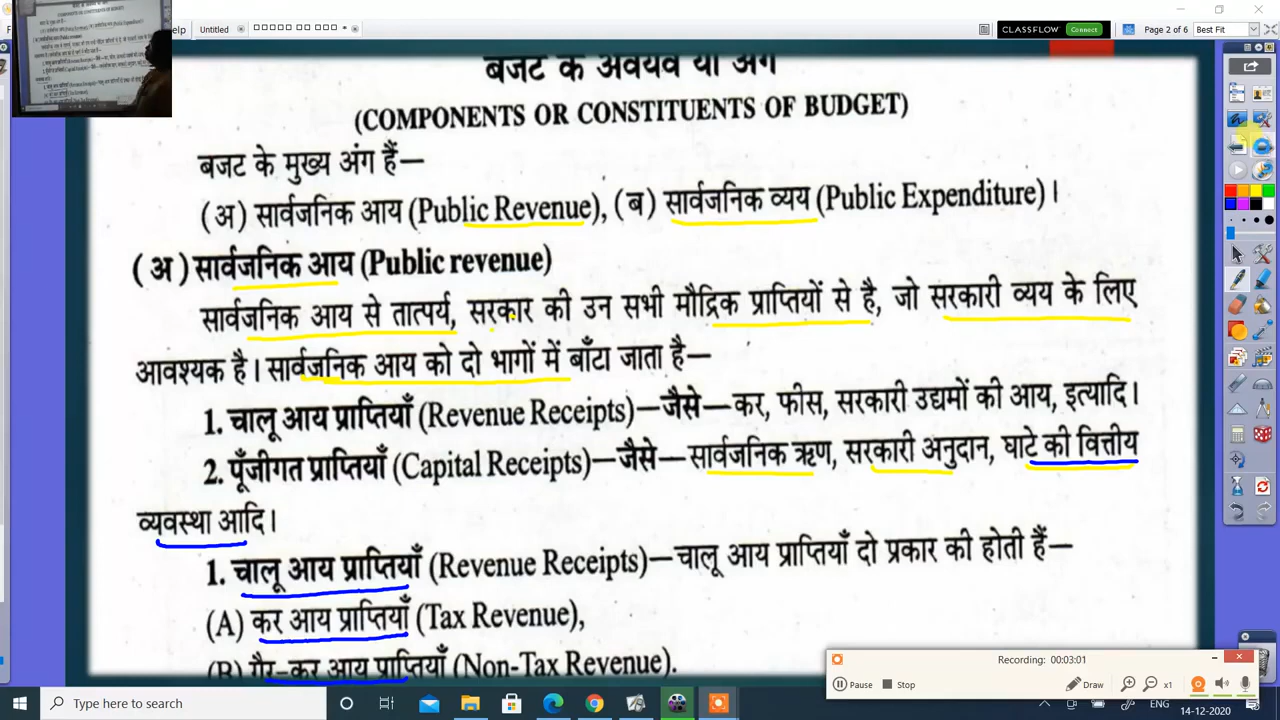 elp
Untitled
CLASSFLOW Connect
Page 2 of 6 Best Fit
बजट के अवयव या अंग
(COMPONENTS OR CONSTITUENTS OF BUDGET)
बजट के मुख्य अंग हैं—
(अ) सार्वजनिक आय (Public Revenue), (ब) सार्वजनिक व्यय (Public Expenditure)।
(अ) सार्वजनिक आय (Public revenue)
सार्वजनिक आय से तात्पर्य, सरकार की उन सभी मौद्रिक प्राप्तियों से है, जो सरकारी व्यय के लिए
आवश्यक है। सार्वजनिक आय को दो भागों में बाँटा जाता है—
1. चालू आय प्राप्तियाँ (Revenue Receipts)—जैसे—कर, फीस, सरकारी उद्यमों की आय, इत्यादि।
2. पूँजीगत प्राप्तियाँ (Capital Receipts)—जैसे—सार्वजनिक ऋण, सरकारी अनुदान, घाटे की वित्तीय
व्यवस्था आदि।
1. चालू आय प्राप्तियाँ (Revenue Receipts)—चालू आय प्राप्तियाँ दो प्रकार की होती हैं—
(A) कर आय प्राप्तियाँ (Tax Revenue),
(B) गैर-कर आय प्राप्तियाँ (Non-Tax Revenue).
Recording: 00:03:01
Pause Stop Draw x1
Type here to search
ENG 14-12-2020